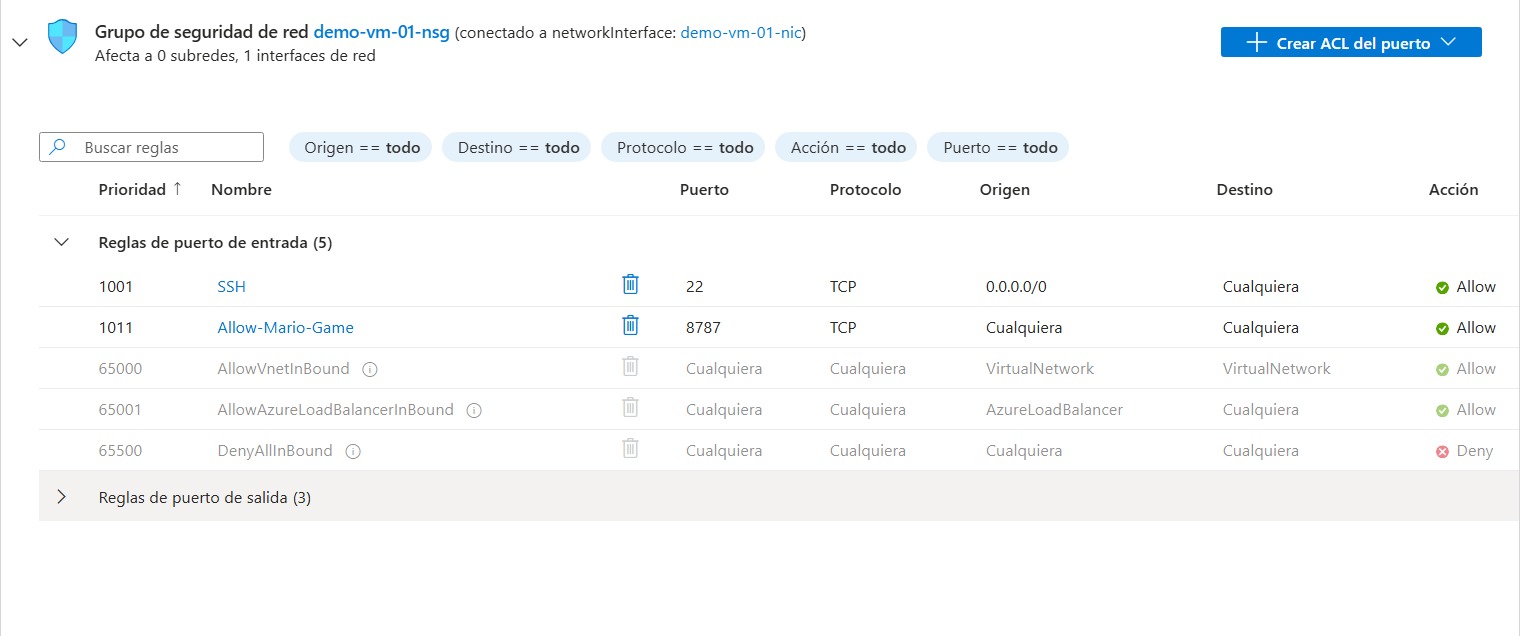 Grupo de seguridad de red demo-vm-01-nsg (conectado a networkInterface: demo-vm-01-nic)
Afecta a 0 subredes, 1 interfaces de red
Crear ACL del puerto
Buscar reglas Origen == todo Destino == todo Protocolo == todo Acción == todo Puerto == todo
Prioridad ↑ Nombre Puerto Protocolo Origen Destino Acción
Reglas de puerto de entrada (5)
1001 SSH 22 TCP 0.0.0.0/0 Cualquiera Allow
1011 Allow-Mario-Game 8787 TCP Cualquiera Cualquiera Allow
65000 AllowVnetInBound Cualquiera Cualquiera VirtualNetwork VirtualNetwork Allow
65001 AllowAzureLoadBalancerInBound Cualquiera Cualquiera AzureLoadBalancer Cualquiera Allow
65500 DenyAllInBound Cualquiera Cualquiera Cualquiera Cualquiera Deny
Reglas de puerto de salida (3)